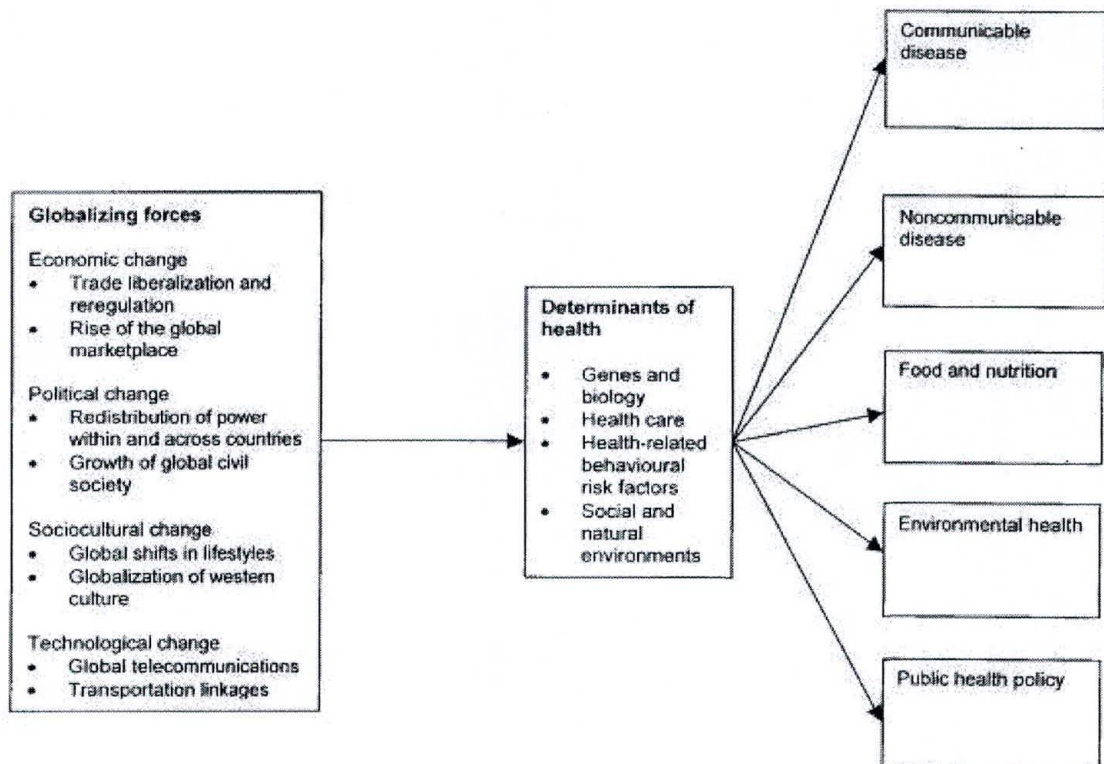 Globalizing forces
Economic change
• Trade liberalization and
reregulation
• Rise of the global
marketplace
Political change
• Redistribution of power
within and across countries
• Growth of global civil
society
Sociocultural change
• Global shifts in lifestyles
• Globalization of western
culture
Technological change
• Global telecommunications
• Transportation linkages
Determinants of
health
• Genes and
biology
• Health care
• Health-related
behavioural
risk factors
• Social and
natural
environments
Communicable
disease
Noncommunicable
disease
Food and nutrition
Environmental health
Public health policy